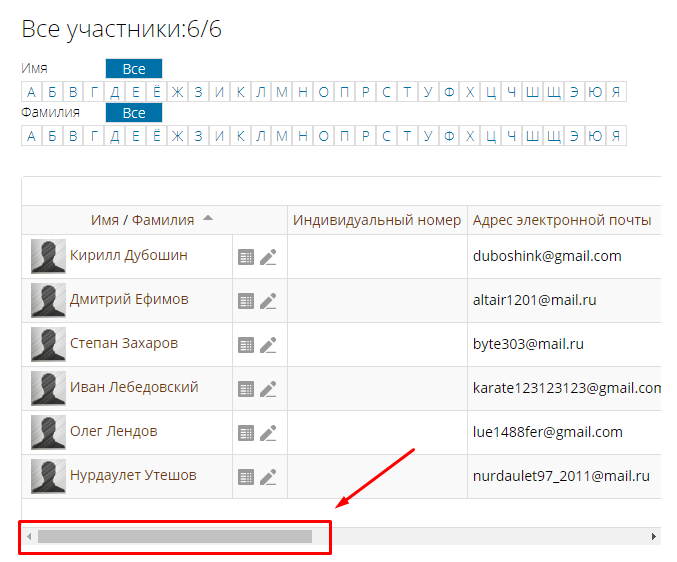 Все участники:6/6
Имя Все
А Б В Г Д Е Ё Ж З И К Л М Н О П Р С Т У Ф Х Ц Ч Ш Щ Э Ю Я
Фамилия Все
А Б В Г Д Е Ё Ж З И К Л М Н О П Р С Т У Ф Х Ц Ч Ш Щ Э Ю Я
Имя / Фамилия Индивидуальный номер Адрес электронной почты
Кирилл Дубошин duboshink@gmail.com
Дмитрий Ефимов altair1201@mail.ru
Степан Захаров byte303@mail.ru
Иван Лебедовский karate123123123@gmail.com
Олег Лендов lue1488fer@gmail.com
Нурдаулет Утешов nurdaulet97_2011@mail.ru